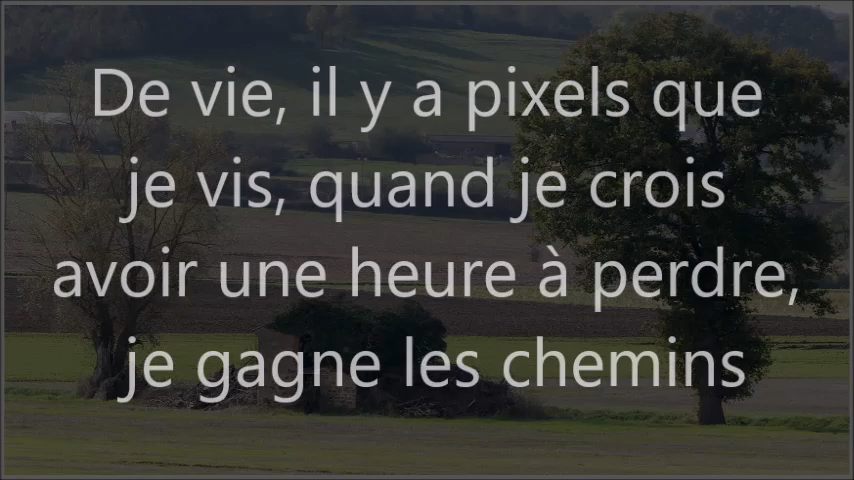 De vie, il y a pixels que
je vis, quand je crois
avoir une heure à perdre,
je gagne les chemins